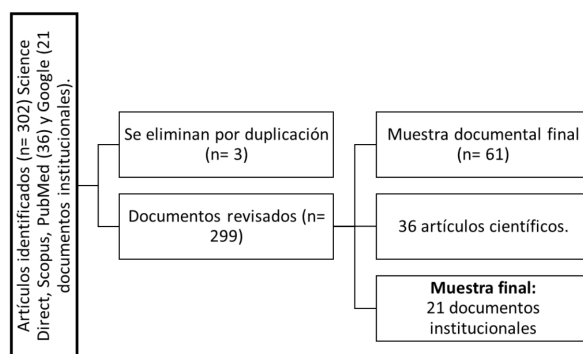 Artículos identificados (n= 302) Science
Direct, Scopus, PubMed (36) y Google (21
documentos institucionales).
Se eliminan por duplicación
(n= 3)
Documentos revisados (n=
299)
Muestra documental final
(n= 61)
36 artículos científicos.
Muestra final:
21 documentos
institucionales